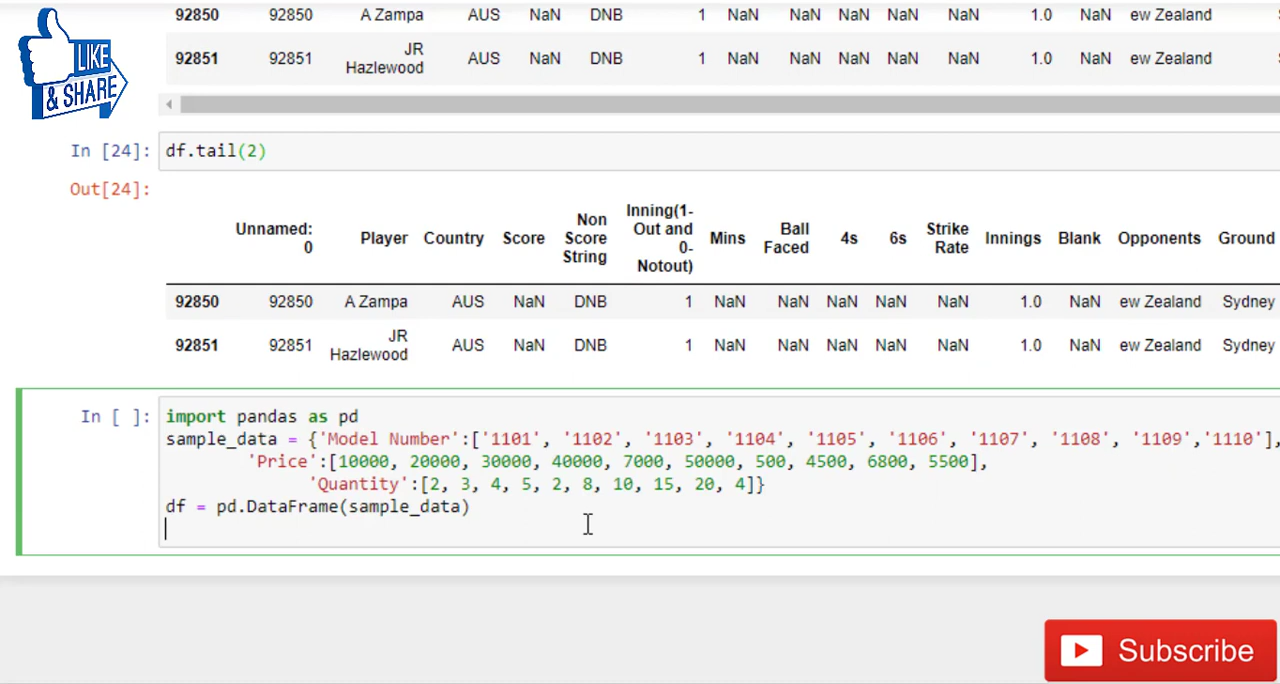 92850 92850 A Zampa AUS NaN DNB 1 NaN NaN NaN NaN NaN 1.0 NaN ew Zealand
LIKE
& SHARE
92851 92851 JR Hazlewood AUS NaN DNB 1 NaN NaN NaN NaN NaN 1.0 NaN ew Zealand
In [24]: df.tail(2)
Out[24]:
Unnamed: 0 Player Country Score Non Score String Inning(1-Out and 0-Notout) Mins Ball Faced 4s 6s Strike Rate Innings Blank Opponents Ground
92850 92850 A Zampa AUS NaN DNB 1 NaN NaN NaN NaN NaN 1.0 NaN ew Zealand Sydney
92851 92851 JR Hazlewood AUS NaN DNB 1 NaN NaN NaN NaN NaN 1.0 NaN ew Zealand Sydney
In [ ]: import pandas as pd
sample_data = {'Model Number':['1101', '1102', '1103', '1104', '1105', '1106', '1107', '1108', '1109','1110'],
'Price':[10000, 20000, 30000, 40000, 7000, 50000, 500, 4500, 6800, 5500],
'Quantity':[2, 3, 4, 5, 2, 8, 10, 15, 20, 4]}
df = pd.DataFrame(sample_data)
Subscribe